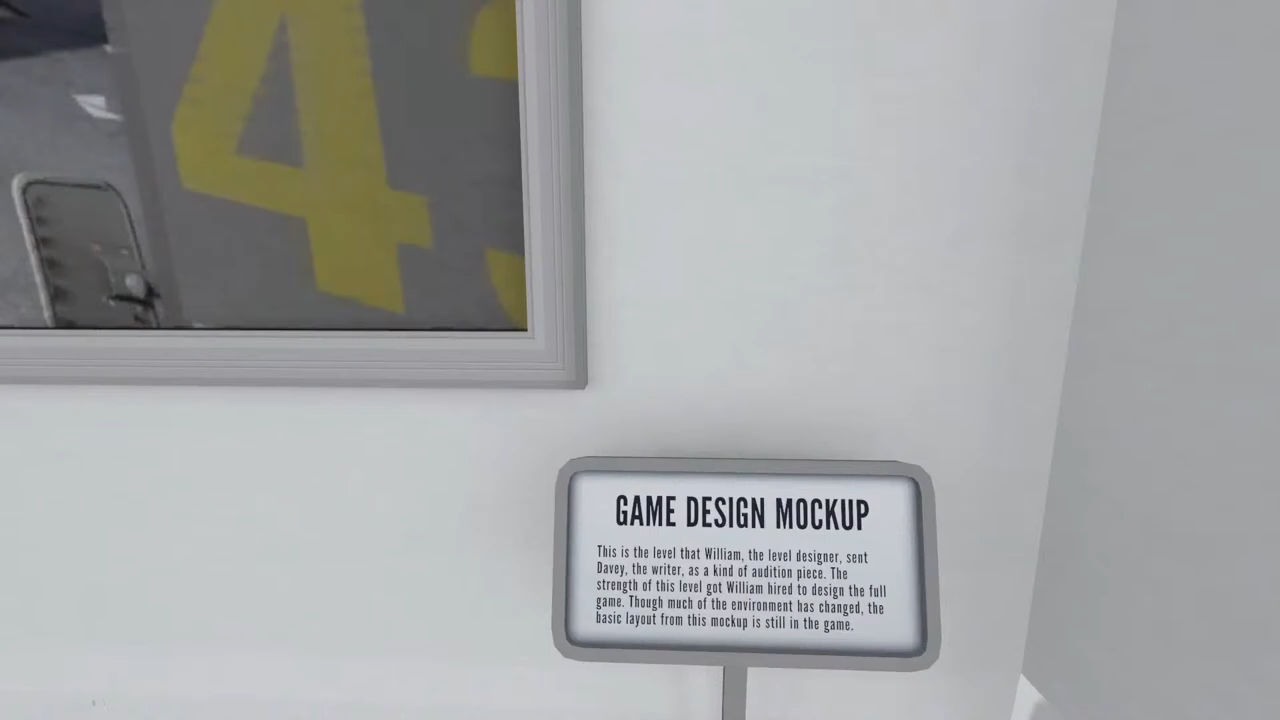 43
GAME DESIGN MOCKUP
This is the level that William, the level designer, sent
Davey, the writer, as a kind of audition piece. The
strength of this level got William hired to design the full
game. Though much of the environment has changed, the
basic layout from this mockup is still in the game.